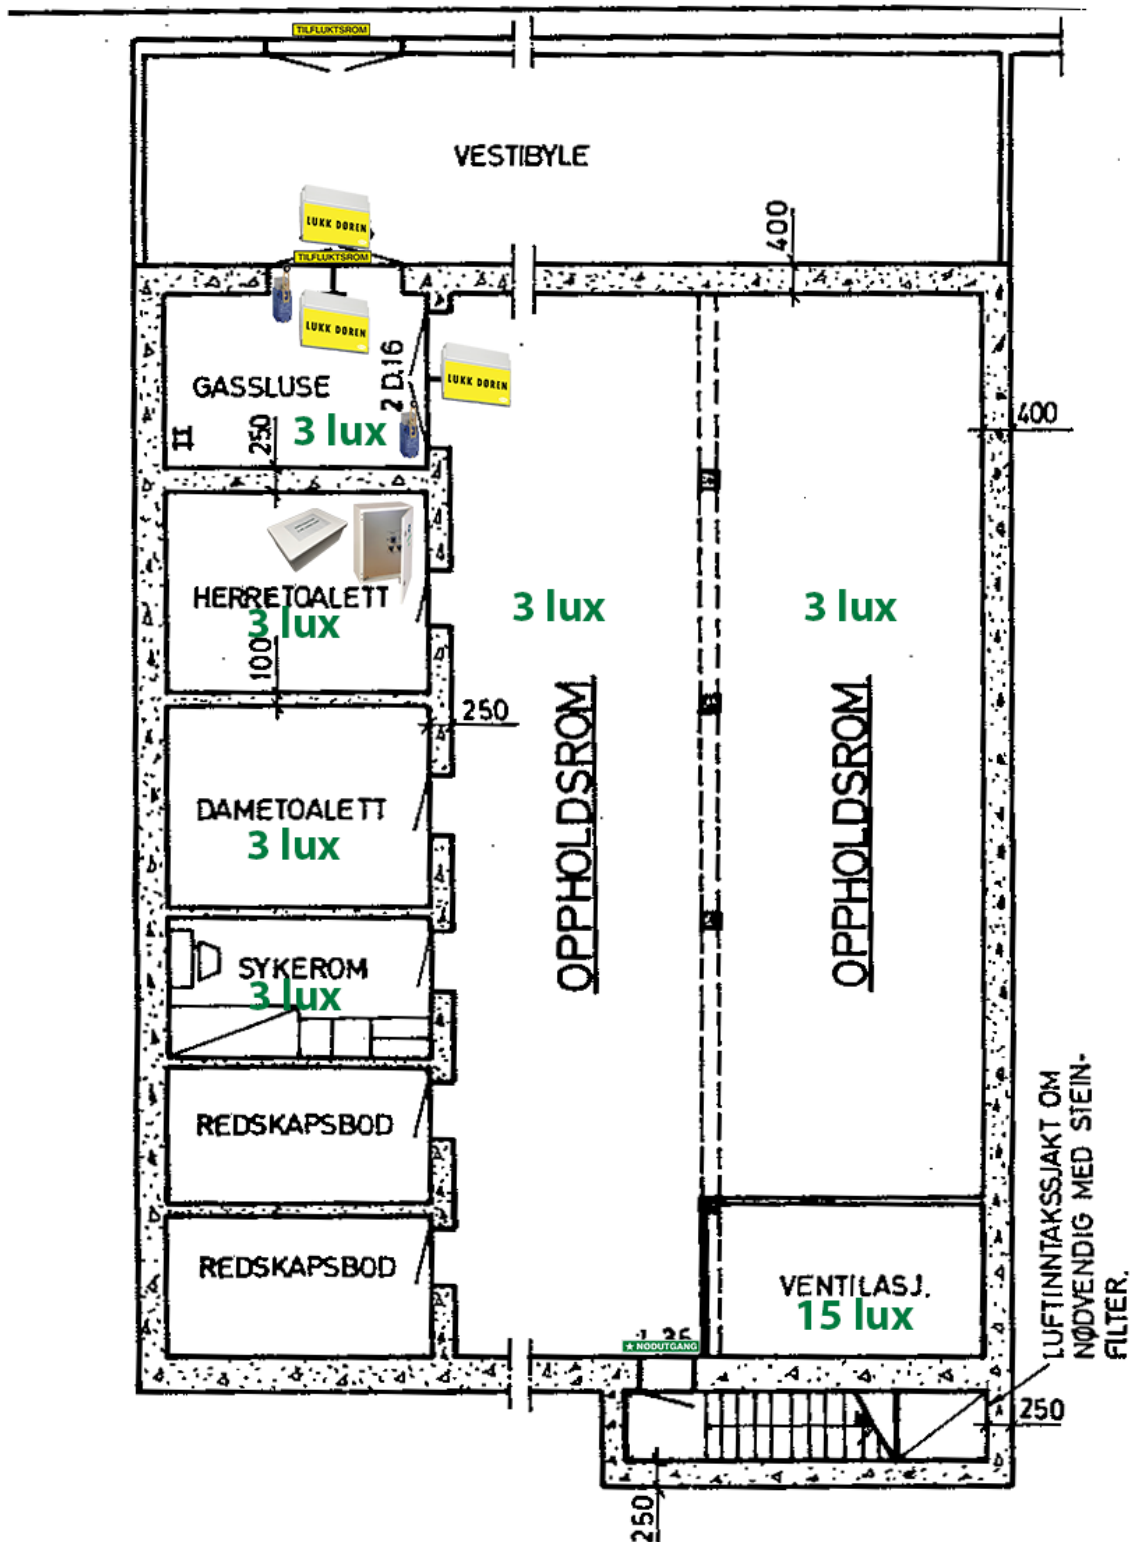 TILFLUKTSROM
VESTIBYLE
400
LUKK DØREN
TILFLUKTSROM
LUKK DØREN
LUKK DØREN
2 D.16
GASSLUSE
II
250
3 lux
400
HERRETOALETT
3 lux
100
3 lux
3 lux
250
OPPHOLDSROM
OPPHOLDSROM
DAMETOALETT
3 lux
SYKEROM
3 lux
REDSKAPSBOD
REDSKAPSBOD
VENTILASJ.
15 lux
NØDUTGANG
LUFTINNTAKSSJAKT OM
NØDVENDIG MED STEIN-
FILTER.
250
250